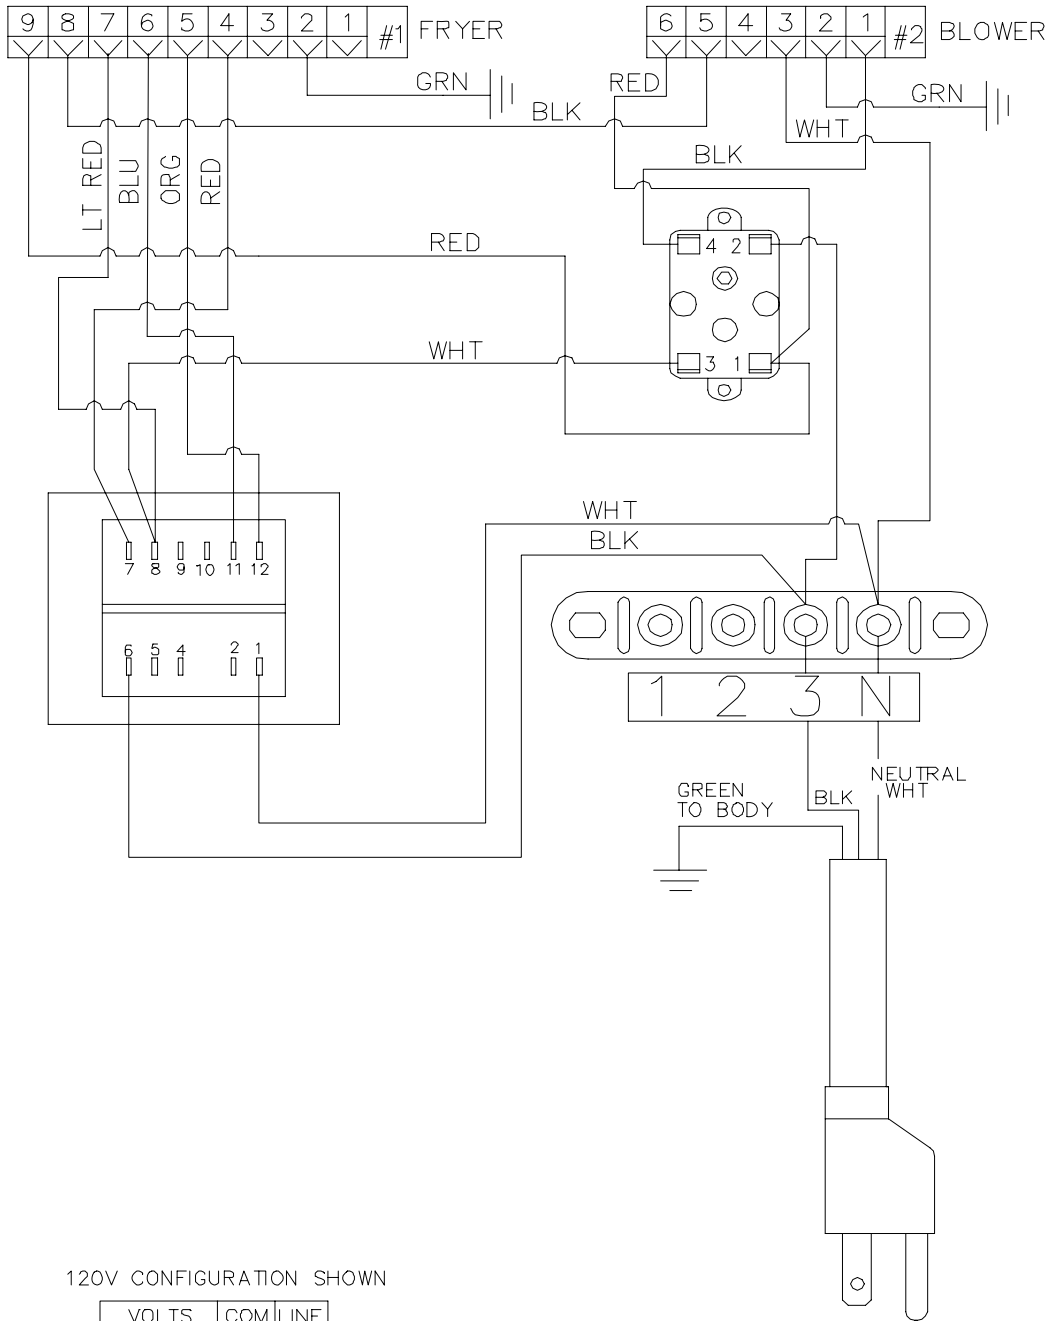 9 8 7 6 5 4 3 2 1 #1 FRYER
6 5 4 3 2 1 #2 BLOWER
GRN
RED
GRN
BLK
WHT
LT RED
BLU
ORG
RED
BLK
RED
4 2
WHT
3 1
WHT
BLK
7 8 9 10 11 12
6 5 4 2 1
1 2 3 N
NEUTRAL
WHT
GREEN
TO BODY
BLK
120V CONFIGURATION SHOWN
VOLTS COM LINE